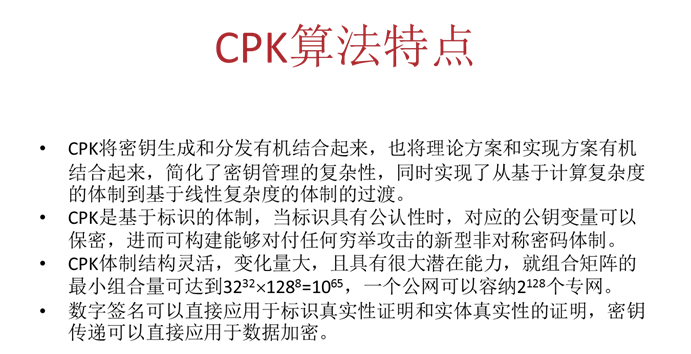 CPK算法特点
• CPK将密钥生成和分发有机结合起来，也将理论方案和实现方案有机
结合起来，简化了密钥管理的复杂性，同时实现了从基于计算复杂度
的体制到基于线性复杂度的体制的过渡。
• CPK是基于标识的体制，当标识具有公认性时，对应的公钥变量可以
保密，进而可构建能够对付任何穷举攻击的新型非对称密码体制。
• CPK体制结构灵活，变化量大，且具有很大潜在能力，就组合矩阵的
最小组合量可达到32³²×128⁸=10⁶⁵，一个公网可以容纳2¹²⁸个专网。
• 数字签名可以直接应用于标识真实性证明和实体真实性的证明，密钥
传递可以直接应用于数据加密。